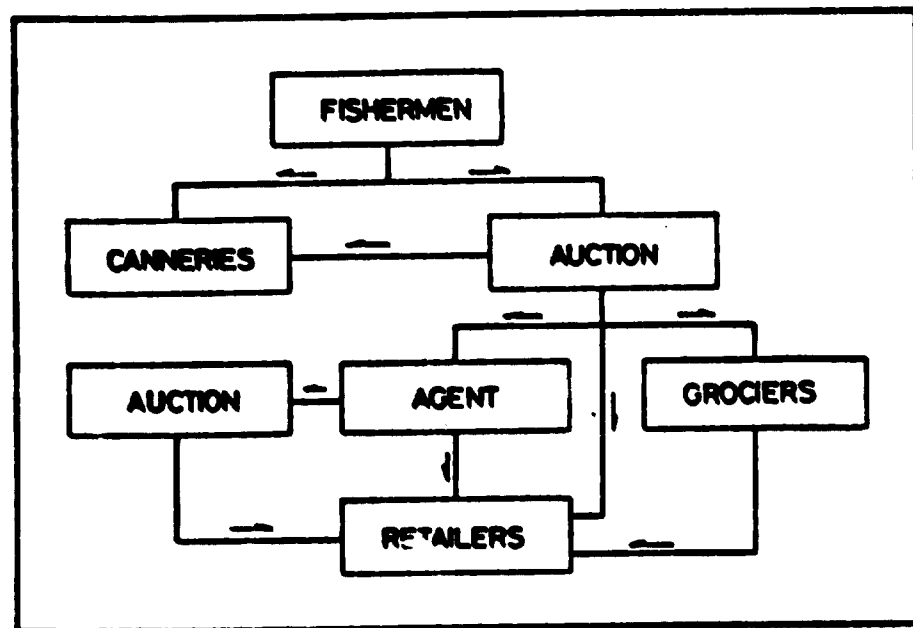 FISHERMEN
CANNERIES
AUCTION
AUCTION
AGENT
GROCIERS
RETAILERS